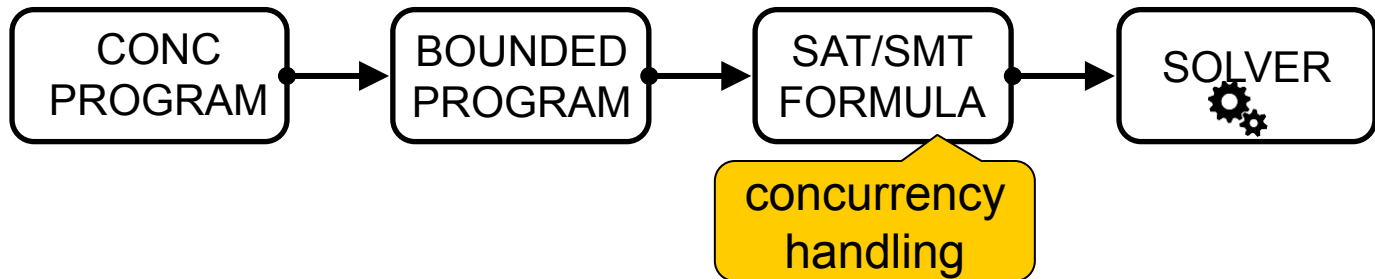 CONC
PROGRAM
BOUNDED
PROGRAM
SAT/SMT
FORMULA
SOLVER
concurrency
handling